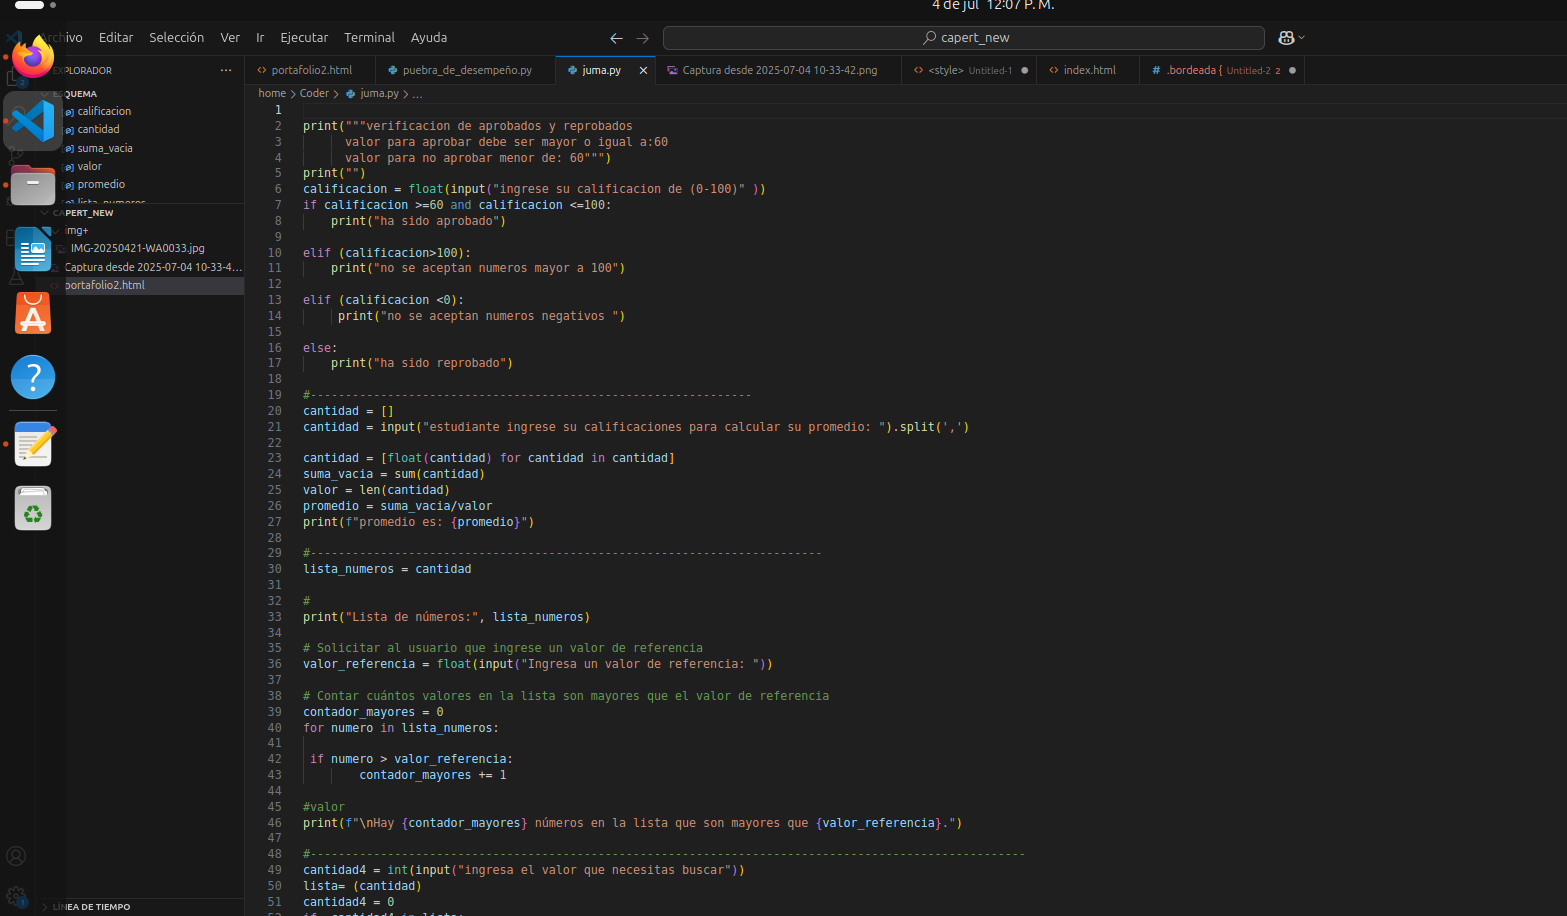 4 de jul 12:07 P. M.
Archivo Editar Selección Ver Ir Ejecutar Terminal Ayuda
capert_new
EXPLORADOR ...
portafolio2.html
puebra_de_desempeño.py
juma.py
Captura desde 2025-07-04 10-33-42.png
<style> Untitled-1
index.html
# .bordeada { Untitled-2 2
home > Coder > juma.py > ...
ESQUEMA
calificacion
cantidad
suma_vacia
valor
promedio
lista_numeros
CAPERT_NEW
img+
IMG-20250421-WA0033.jpg
Captura desde 2025-07-04 10-33-4...
portafolio2.html
LÍNEA DE TIEMPO
1
2 print("""verificacion de aprobados y reprobados
3 valor para aprobar debe ser mayor o igual a:60
4 valor para no aprobar menor de: 60""")
5 print("")
6 calificacion = float(input("ingrese su calificacion de (0-100)" ))
7 if calificacion >=60 and calificacion <=100:
8 print("ha sido aprobado")
9
10 elif (calificacion>100):
11 print("no se aceptan numeros mayor a 100")
12
13 elif (calificacion <0):
14 print("no se aceptan numeros negativos ")
15
16 else:
17 print("ha sido reprobado")
18
19 #---------------------------------------------------------------
20 cantidad = []
21 cantidad = input("estudiante ingrese su calificaciones para calcular su promedio: ").split(',')
22
23 cantidad = [float(cantidad) for cantidad in cantidad]
24 suma_vacia = sum(cantidad)
25 valor = len(cantidad)
26 promedio = suma_vacia/valor
27 print(f"promedio es: {promedio}")
28
29 #-------------------------------------------------------------------------
30 lista_numeros = cantidad
31
32 #
33 print("Lista de números:", lista_numeros)
34
35 # Solicitar al usuario que ingrese un valor de referencia
36 valor_referencia = float(input("Ingresa un valor de referencia: "))
37
38 # Contar cuántos valores en la lista son mayores que el valor de referencia
39 contador_mayores = 0
40 for numero in lista_numeros:
41
42 if numero > valor_referencia:
43 contador_mayores += 1
44
45 #valor
46 print(f"\nHay {contador_mayores} números en la lista que son mayores que {valor_referencia}.")
47
48 #------------------------------------------------------------------------------------------------------
49 cantidad4 = int(input("ingresa el valor que necesitas buscar"))
50 lista= (cantidad)
51 cantidad4 = 0